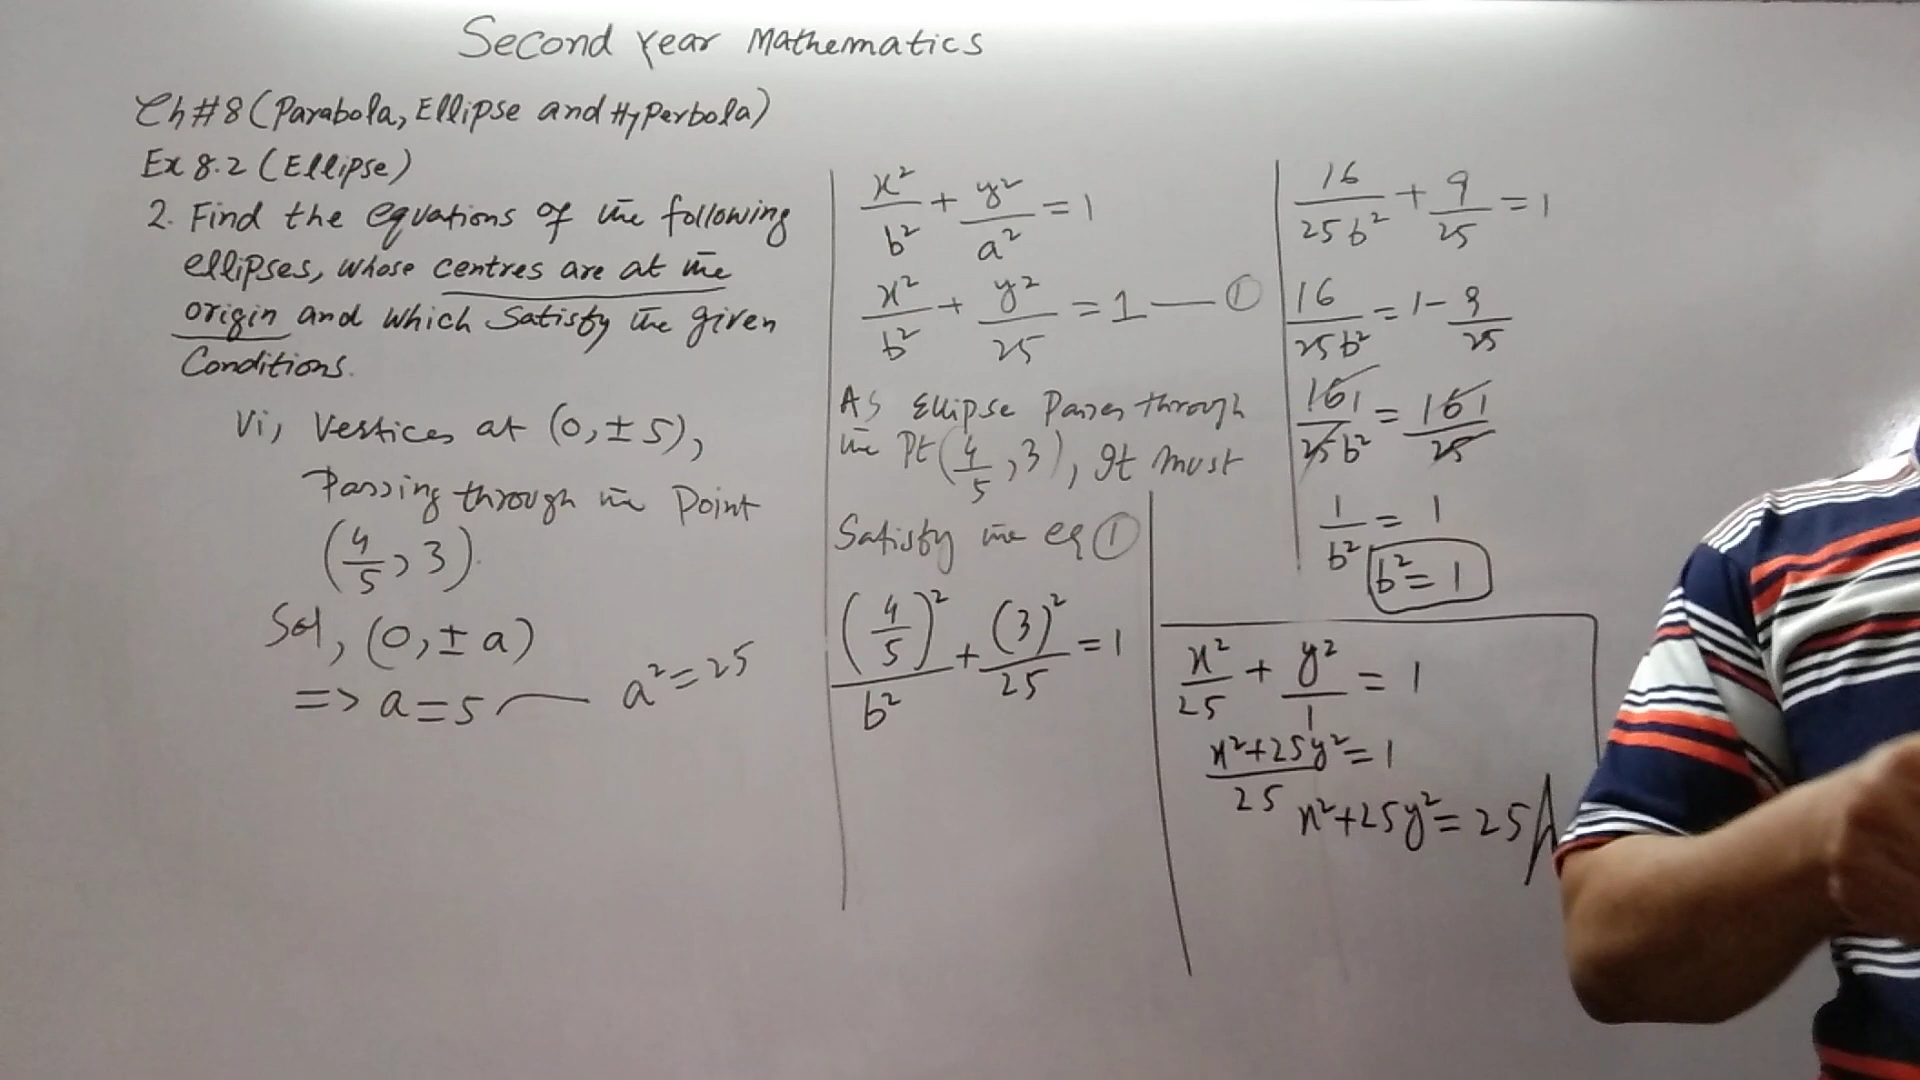 Second Year Mathematics
Ch#8 (Parabola, Ellipse and Hyperbola)
Ex 8.2 (Ellipse)
2. Find the equations of the following
ellipses, whose centres are at the
origin and which satisfy the given
Conditions.
vi, Vertices at (0, ±5),
Passing through the Point
(4/5, 3).
Sol, (0, ±a)
=> a=5 — a²=25
x²/b² + y²/a² = 1
x²/b² + y²/25 = 1 — ①
As Ellipse Passes through
the Pt (4/5, 3), It must
Satisfy the eq ①
(4/5)²/b² + (3)²/25 = 1
16/25b² + 9/25 = 1
16/25b² = 1 - 9/25
16 1/25b² = 16 1/25
1/b² = 1
b² = 1
x²/25 + y²/1 = 1
x²+25y²/25 = 1
x²+25y² = 25